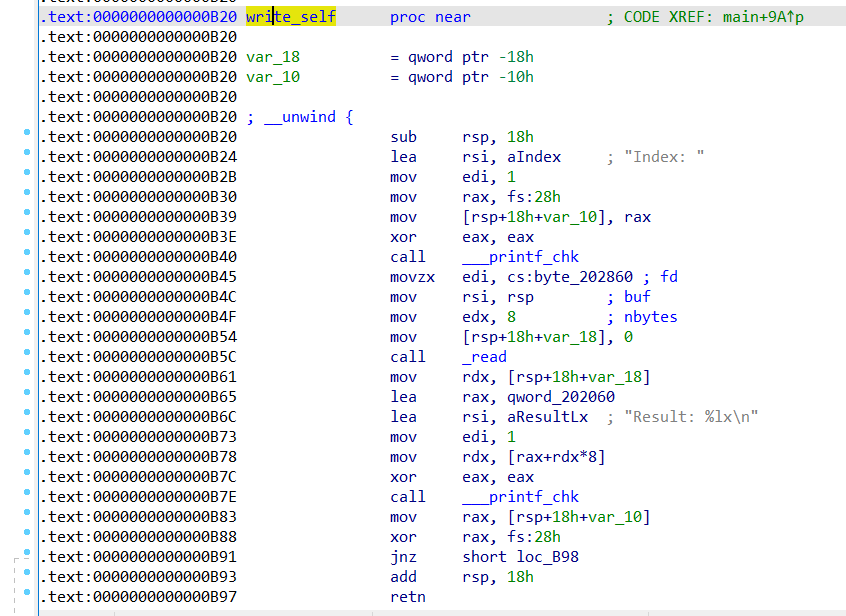 .text:0000000000000B20 write_self proc near ; CODE XREF: main+9A↑p
.text:0000000000000B20
.text:0000000000000B20 var_18 = qword ptr -18h
.text:0000000000000B20 var_10 = qword ptr -10h
.text:0000000000000B20
.text:0000000000000B20 ; __unwind {
.text:0000000000000B20 sub rsp, 18h
.text:0000000000000B24 lea rsi, aIndex ; "Index: "
.text:0000000000000B2B mov edi, 1
.text:0000000000000B30 mov rax, fs:28h
.text:0000000000000B39 mov [rsp+18h+var_10], rax
.text:0000000000000B3E xor eax, eax
.text:0000000000000B40 call ___printf_chk
.text:0000000000000B45 movzx edi, cs:byte_202860 ; fd
.text:0000000000000B4C mov rsi, rsp ; buf
.text:0000000000000B4F mov edx, 8 ; nbytes
.text:0000000000000B54 mov [rsp+18h+var_18], 0
.text:0000000000000B5C call _read
.text:0000000000000B61 mov rdx, [rsp+18h+var_18]
.text:0000000000000B65 lea rax, qword_202060
.text:0000000000000B6C lea rsi, aResultLx ; "Result: %lx\n"
.text:0000000000000B73 mov edi, 1
.text:0000000000000B78 mov rdx, [rax+rdx*8]
.text:0000000000000B7C xor eax, eax
.text:0000000000000B7E call ___printf_chk
.text:0000000000000B83 mov rax, [rsp+18h+var_10]
.text:0000000000000B88 xor rax, fs:28h
.text:0000000000000B91 jnz short loc_B98
.text:0000000000000B93 add rsp, 18h
.text:0000000000000B97 retn